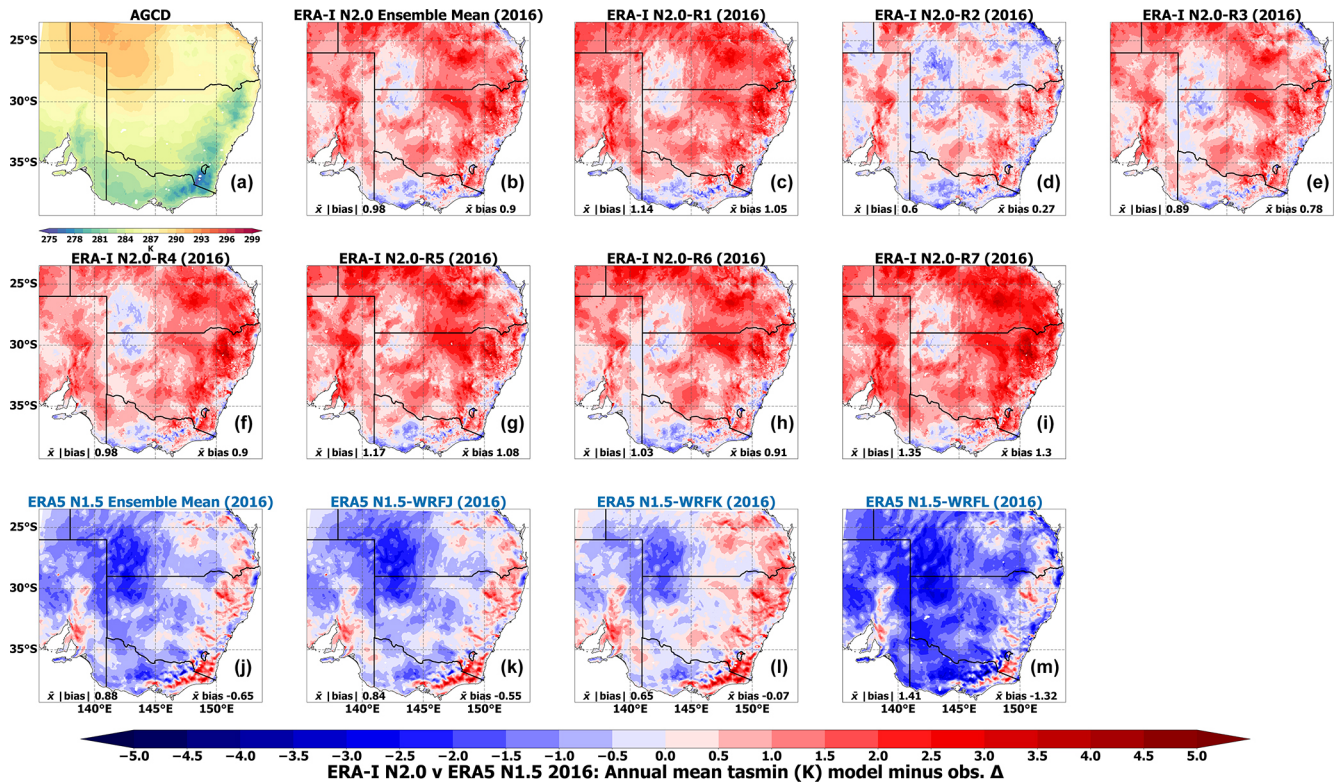 AGCD
ERA-I N2.0 Ensemble Mean (2016)
ERA-I N2.0-R1 (2016)
ERA-I N2.0-R2 (2016)
ERA-I N2.0-R3 (2016)
25°S
30°S
35°S
(a)
(b)
(c)
(d)
(e)
x̄ |bias| 0.98 x̄ bias 0.9
x̄ |bias| 1.14 x̄ bias 1.05
x̄ |bias| 0.6 x̄ bias 0.27
x̄ |bias| 0.89 x̄ bias 0.78
275 278 281 284 287 290 293 296 299
K
ERA-I N2.0-R4 (2016)
ERA-I N2.0-R5 (2016)
ERA-I N2.0-R6 (2016)
ERA-I N2.0-R7 (2016)
25°S
30°S
35°S
(f)
(g)
(h)
(i)
x̄ |bias| 0.98 x̄ bias 0.9
x̄ |bias| 1.17 x̄ bias 1.08
x̄ |bias| 1.03 x̄ bias 0.91
x̄ |bias| 1.35 x̄ bias 1.3
ERA5 N1.5 Ensemble Mean (2016)
ERA5 N1.5-WRFJ (2016)
ERA5 N1.5-WRFK (2016)
ERA5 N1.5-WRFL (2016)
25°S
30°S
35°S
(j)
(k)
(l)
(m)
x̄ |bias| 0.88 x̄ bias -0.65
x̄ |bias| 0.84 x̄ bias -0.55
x̄ |bias| 0.65 x̄ bias -0.07
x̄ |bias| 1.41 x̄ bias -1.32
140°E 145°E 150°E
140°E 145°E 150°E
140°E 145°E 150°E
140°E 145°E 150°E
−5.0 −4.5 −4.0 −3.5 −3.0 −2.5 −2.0 −1.5 −1.0 −0.5 0.0 0.5 1.0 1.5 2.0 2.5 3.0 3.5 4.0 4.5 5.0
ERA-I N2.0 v ERA5 N1.5 2016: Annual mean tasmin (K) model minus obs. Δ